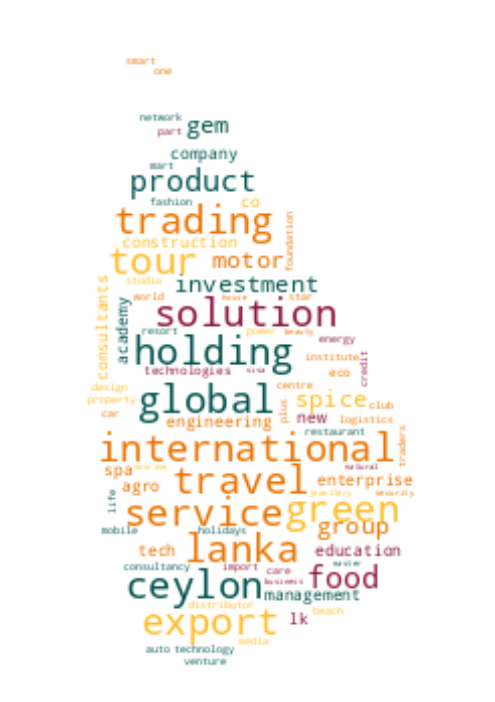 smart
one
network
part gem
company
mart
product
fashion co
trading
foundation
construction
tour motor
studio investment
consultants
world house star
solution
academy
resort power beauty
energy
holding institute
technologies visa eco credit
design centre
property global spice club
car plus new logistics
engineering restaurant
traders
international
spa tourism natural
agro travel enterprise
jewellery security
life
service green
mobile holidays group
tech lanka education
consultancy import care master
ceylon business food
management
distributor beach
export lk
media
auto technology
venture